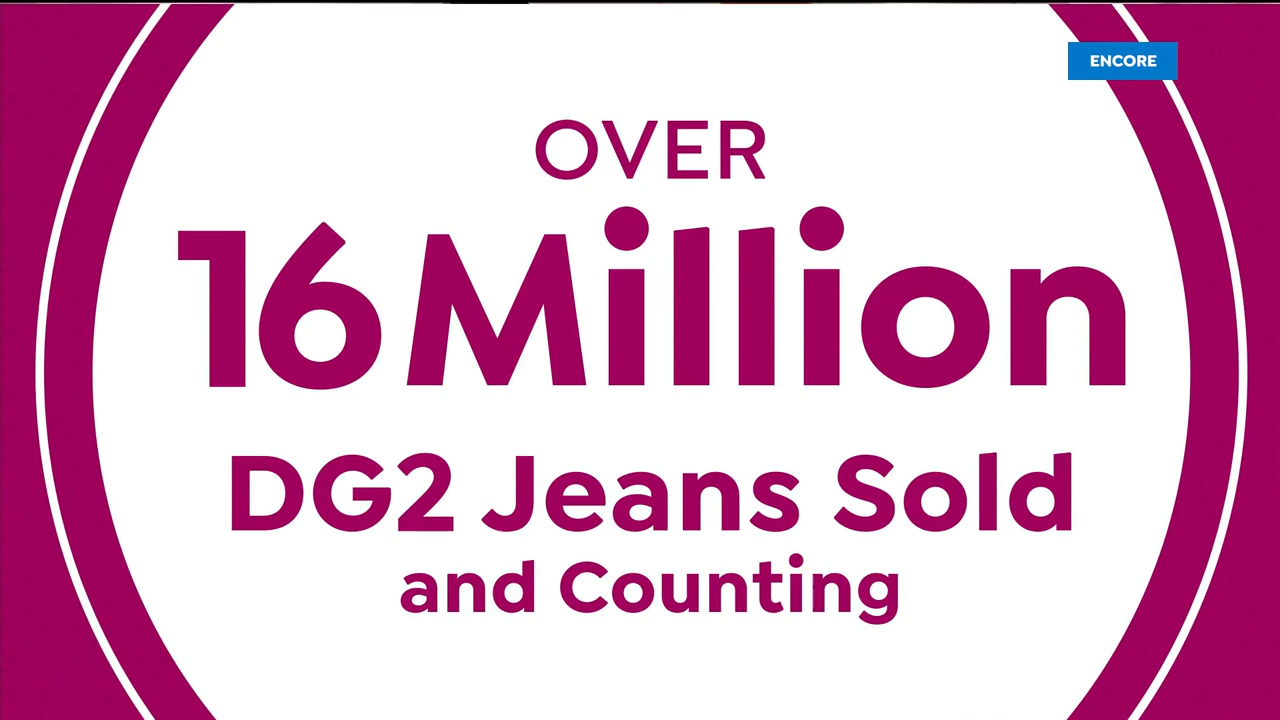 ENCORE
OVER
16 Million
DG2 Jeans Sold
and Counting